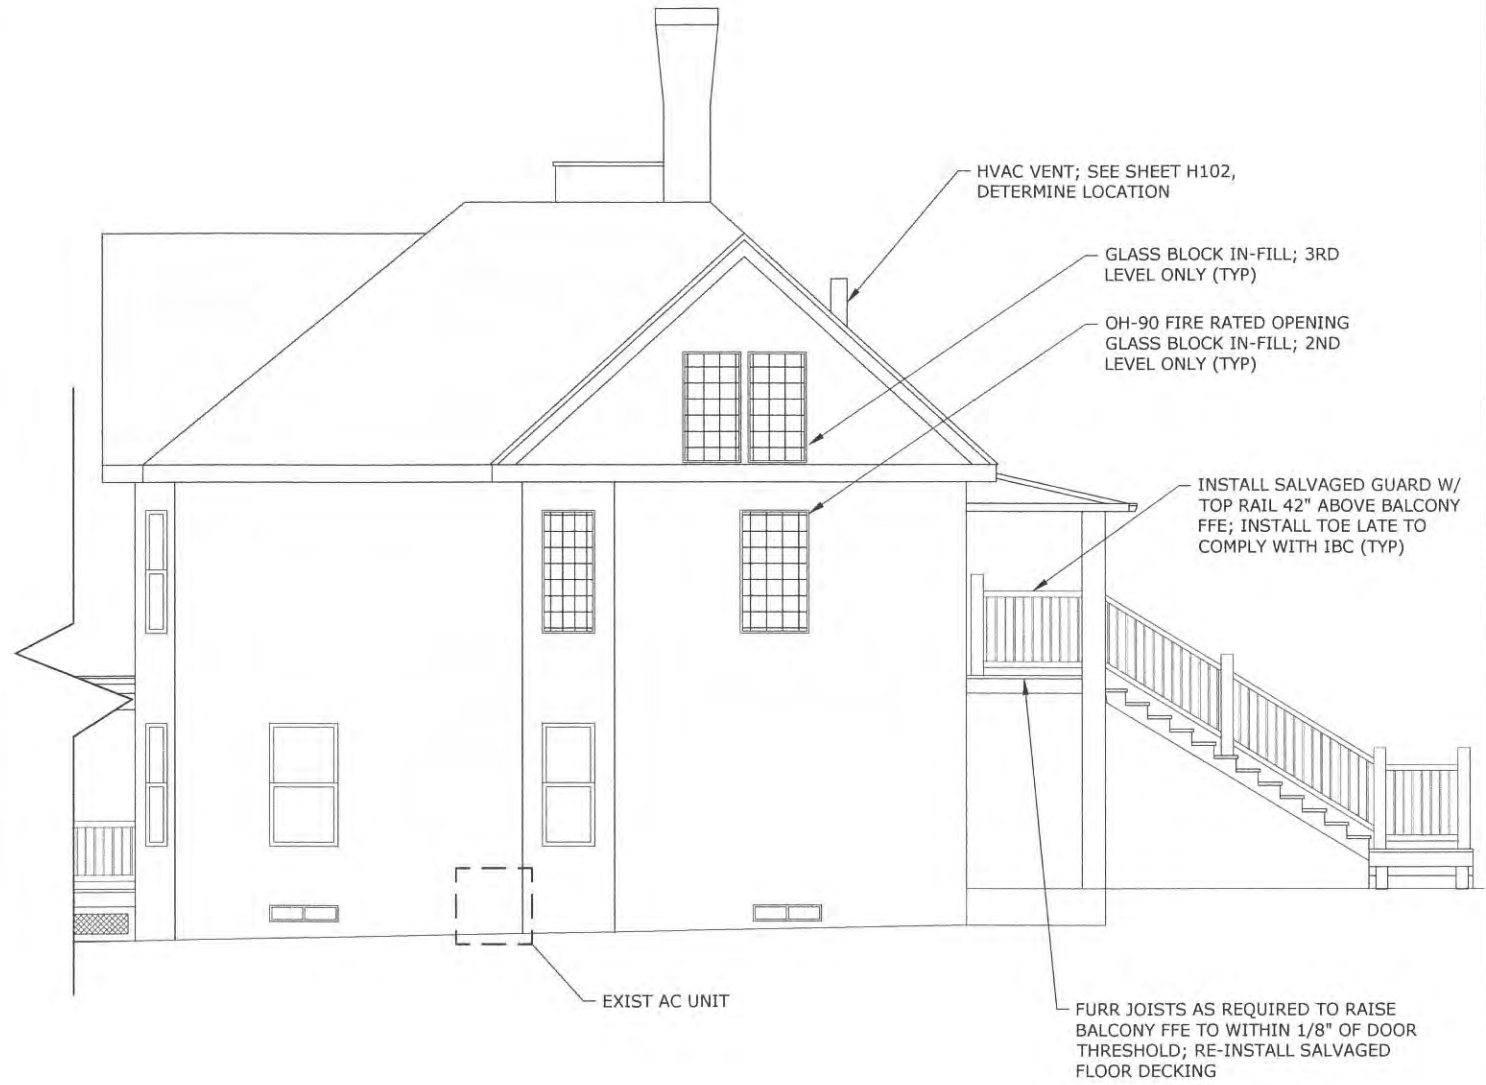 HVAC VENT; SEE SHEET H102,
DETERMINE LOCATION
GLASS BLOCK IN-FILL; 3RD
LEVEL ONLY (TYP)
OH-90 FIRE RATED OPENING
GLASS BLOCK IN-FILL; 2ND
LEVEL ONLY (TYP)
INSTALL SALVAGED GUARD W/
TOP RAIL 42" ABOVE BALCONY
FFE; INSTALL TOE LATE TO
COMPLY WITH IBC (TYP)
EXIST AC UNIT
FURR JOISTS AS REQUIRED TO RAISE
BALCONY FFE TO WITHIN 1/8" OF DOOR
THRESHOLD; RE-INSTALL SALVAGED
FLOOR DECKING